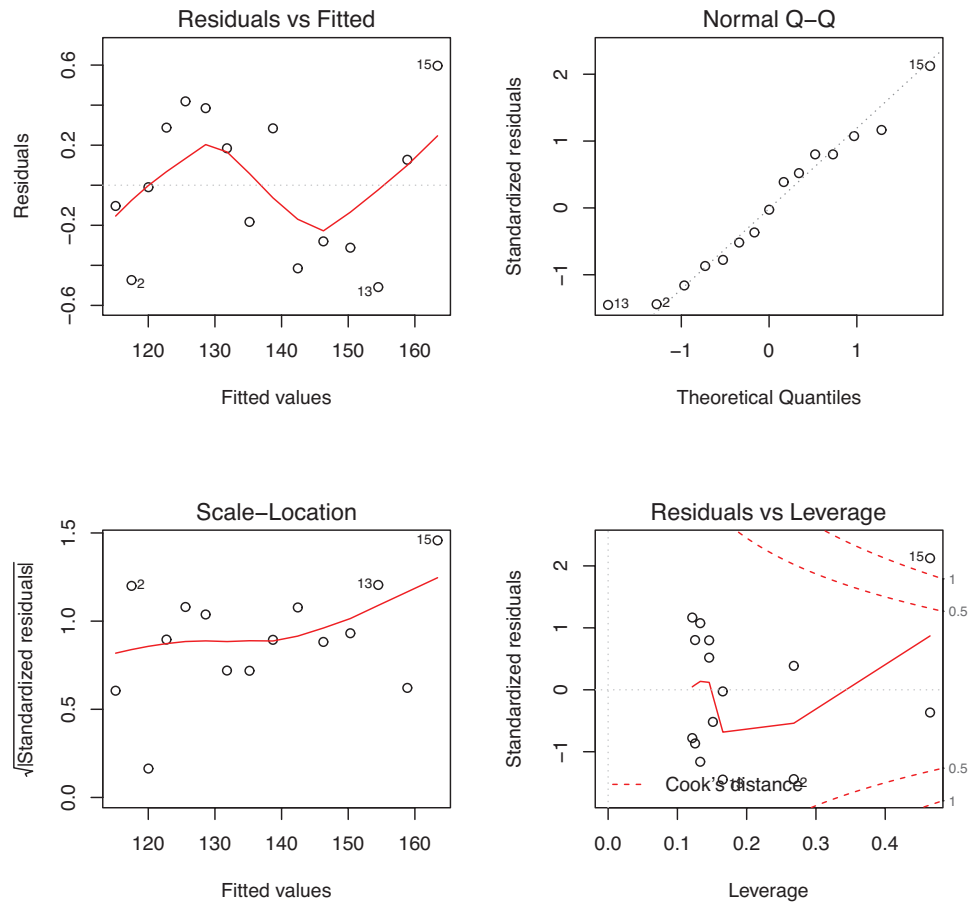 Residuals vs Fitted
Residuals
0.6
0.2
−0.2
−0.6
15
2
13
120 130 140 150 160
Fitted values
Normal Q−Q
Standardized residuals
2
1
0
−1
15
13
2
−1 0 1
Theoretical Quantiles
Scale−Location
√|Standardized residuals|
1.5
1.0
0.5
0.0
15
2
13
120 130 140 150 160
Fitted values
Residuals vs Leverage
Standardized residuals
2
1
0
−1
15
1
0.5
0.5
1
Cook's distance
13
2
0.0 0.1 0.2 0.3 0.4
Leverage